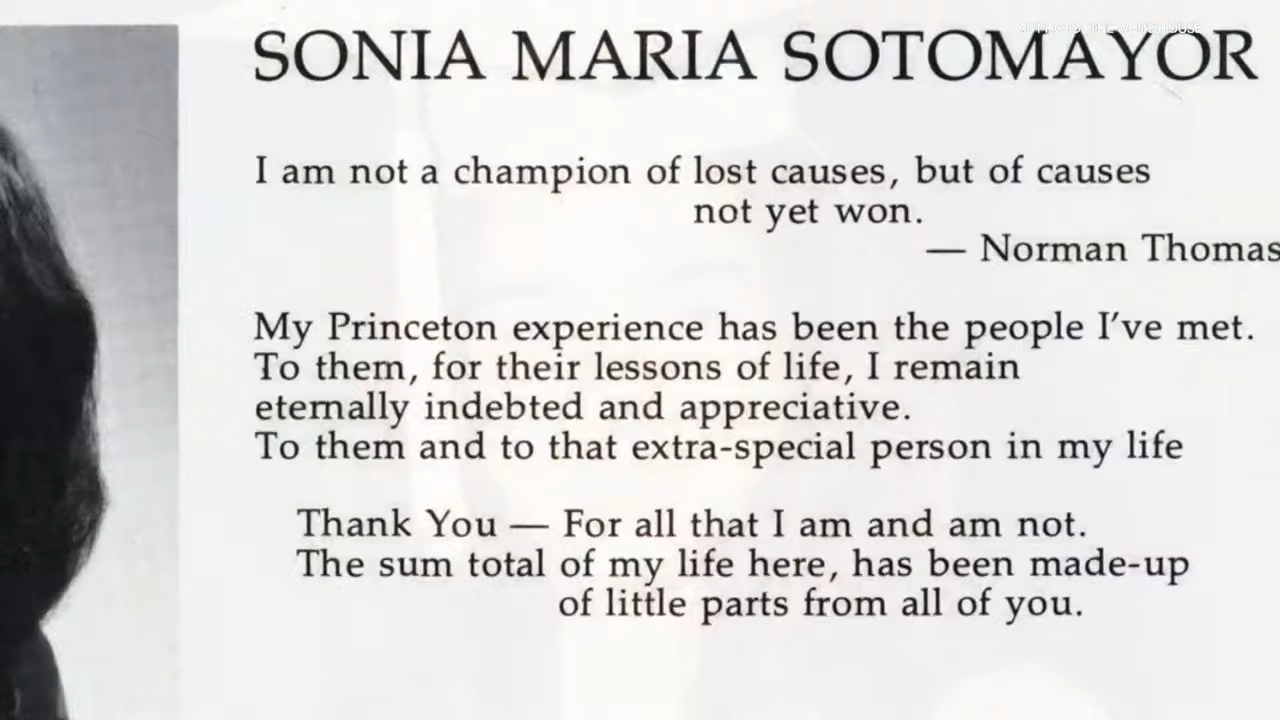 SONIA MARIA SOTOMAYOR
I am not a champion of lost causes, but of causes
not yet won.
— Norman Thomas
My Princeton experience has been the people I've met.
To them, for their lessons of life, I remain
eternally indebted and appreciative.
To them and to that extra-special person in my life
Thank You — For all that I am and am not.
The sum total of my life here, has been made-up
of little parts from all of you.